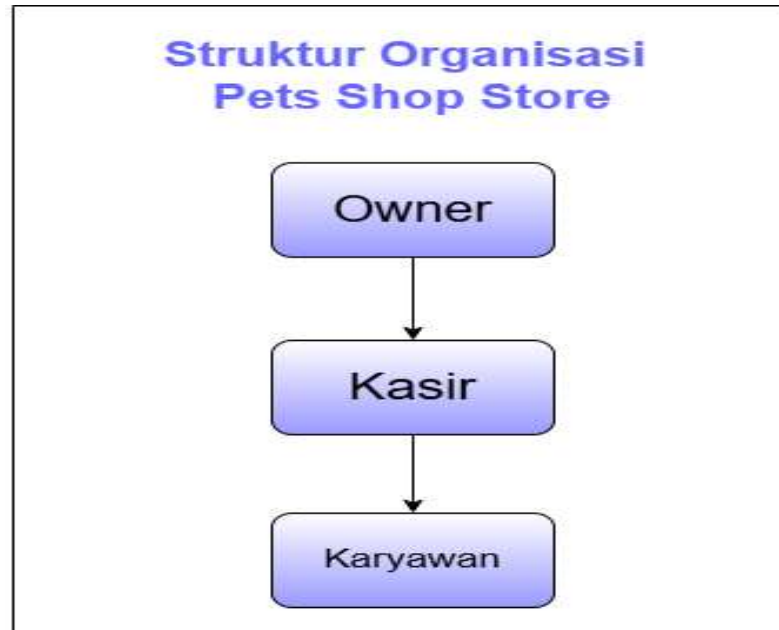 Struktur Organisasi
Pets Shop Store
Owner
Kasir
Karyawan